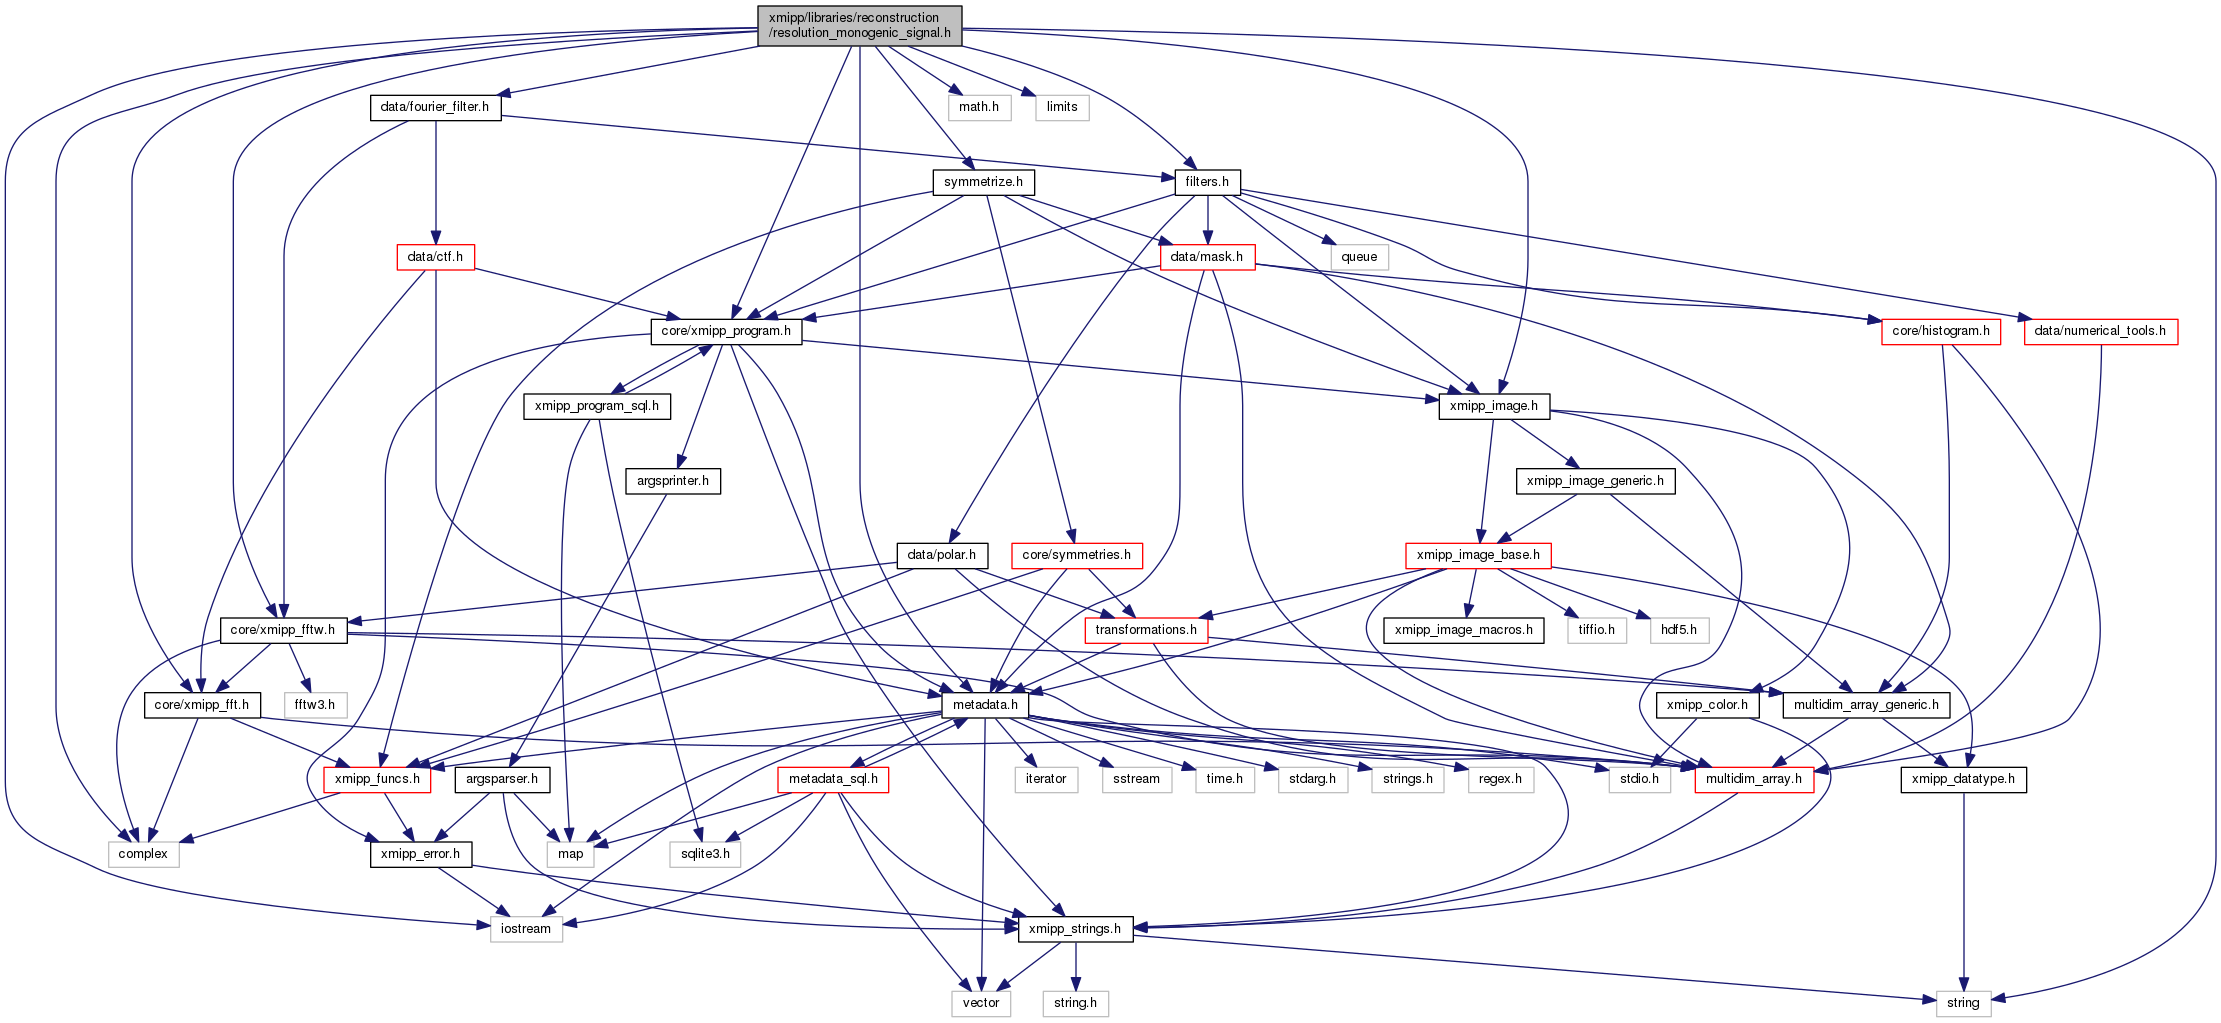 xmipp/libraries/reconstruction
/resolution_monogenic_signal.h
data/fourier_filter.h
math.h
limits
symmetrize.h
filters.h
data/ctf.h
data/mask.h
queue
core/xmipp_program.h
core/histogram.h
data/numerical_tools.h
xmipp_program_sql.h
xmipp_image.h
argsprinter.h
xmipp_image_generic.h
data/polar.h
core/symmetries.h
xmipp_image_base.h
core/xmipp_fftw.h
transformations.h
xmipp_image_macros.h
tiffio.h
hdf5.h
core/xmipp_fft.h
fftw3.h
metadata.h
xmipp_color.h
multidim_array_generic.h
xmipp_funcs.h
argsparser.h
metadata_sql.h
iterator
sstream
time.h
stdarg.h
strings.h
regex.h
stdio.h
multidim_array.h
xmipp_datatype.h
complex
xmipp_error.h
map
sqlite3.h
iostream
xmipp_strings.h
vector
string.h
string